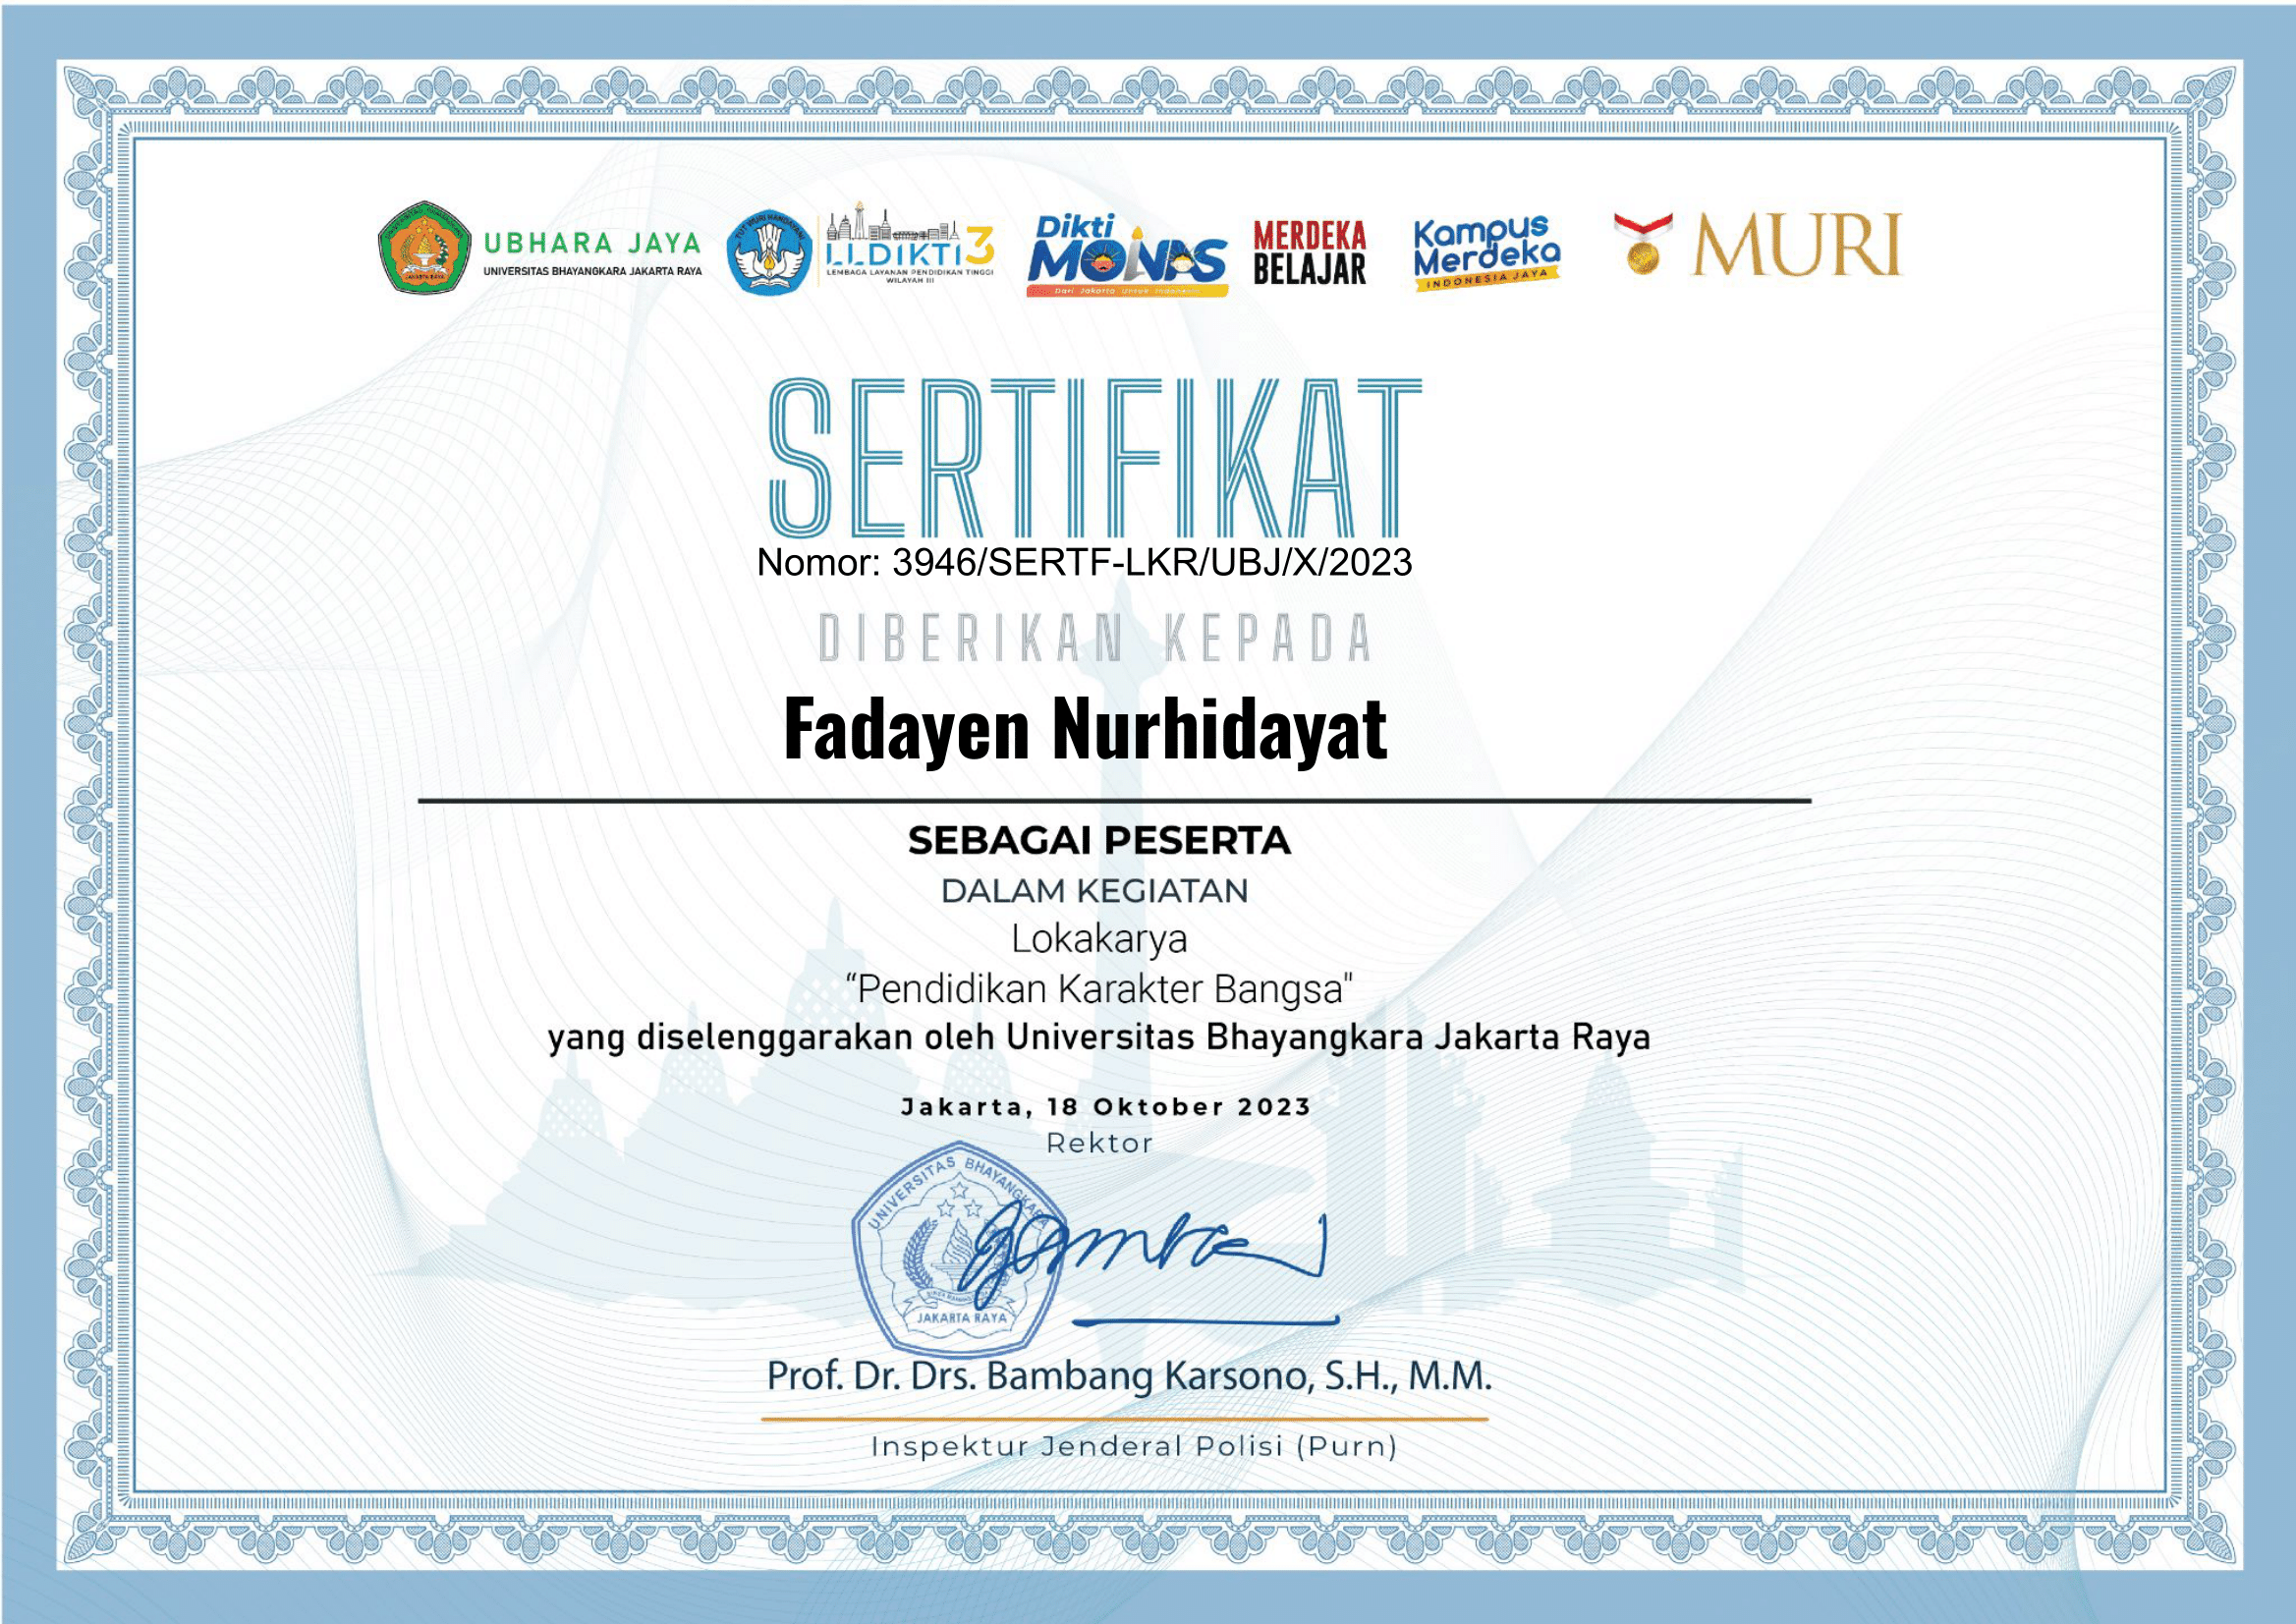 UBHARA JAYA
UNIVERSITAS BHAYANGKARA JAKARTA RAYA
TUT WURI HANDAYANI
LLDIKTI 3
LEMBAGA LAYANAN PENDIDIKAN TINGGI
WILAYAH III
Dikti
MONAS
Dari Jakarta untuk Indonesia
MERDEKA
BELAJAR
Kampus
Merdeka
INDONESIA JAYA
MURI
SERTIFIKAT
Nomor: 3946/SERTF-LKR/UBJ/X/2023
DIBERIKAN KEPADA
Fadayen Nurhidayat
SEBAGAI PESERTA
DALAM KEGIATAN
Lokakarya
“Pendidikan Karakter Bangsa"
yang diselenggarakan oleh Universitas Bhayangkara Jakarta Raya
Jakarta, 18 Oktober 2023
Rektor
UNIVERSITAS BHAYANGKARA
JAKARTA RAYA
Prof. Dr. Drs. Bambang Karsono, S.H., M.M.
Inspektur Jenderal Polisi (Purn)